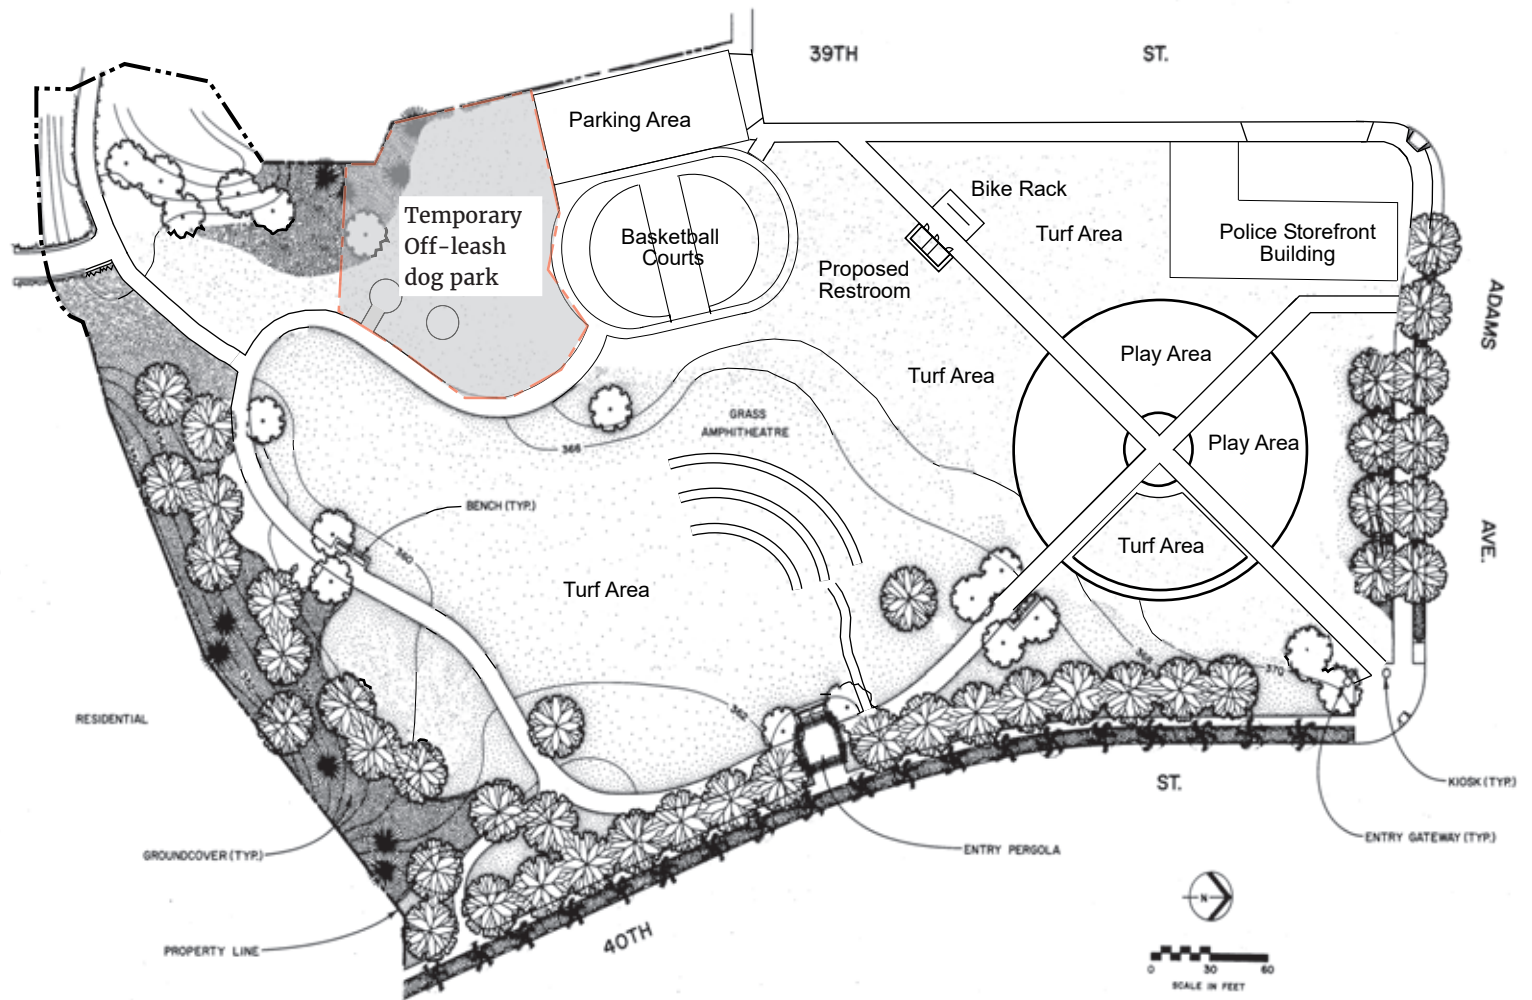 39TH ST.
Parking Area
Bike Rack
Temporary
Off-leash
dog park
Turf Area
Police Storefront
Building
Basketball
Courts
Proposed
Restroom
ADAMS AVE.
Play Area
Turf Area
GRASS
AMPHITHEATRE
Play Area
366
BENCH (TYP.)
360
Turf Area
Turf Area
370
362
RESIDENTIAL
ST.
KIOSK (TYP.)
ENTRY GATEWAY (TYP.)
ENTRY PERGOLA
GROUNDCOVER (TYP.)
N
40TH
PROPERTY LINE
0 30 60
SCALE IN FEET